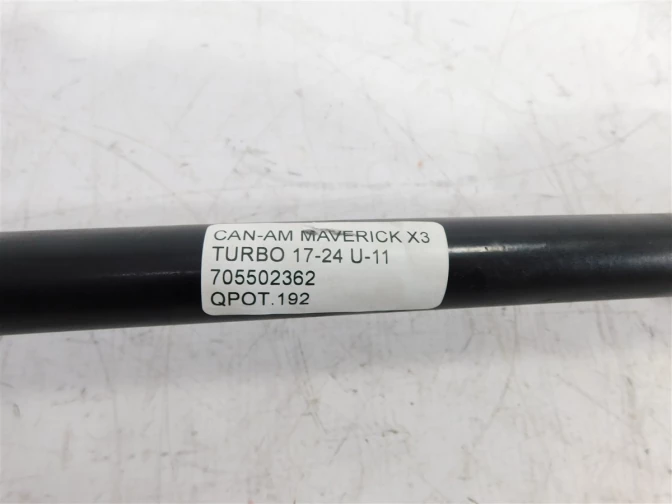 CAN-AM MAVERICK X3
TURBO 17-24 U-11
705502362
QPOT.192